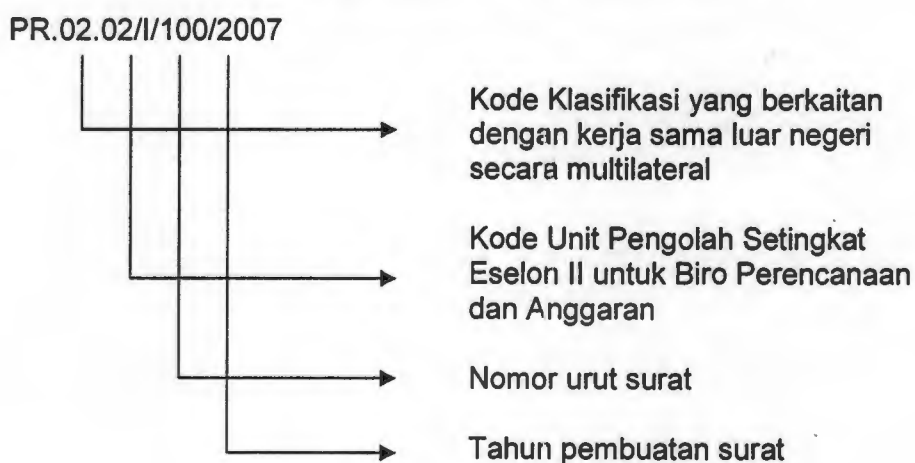 PR.02.02/I/100/2007
Kode Klasifikasi yang berkaitan
dengan kerja sama luar negeri
secara multilateral
Kode Unit Pengolah Setingkat
Eselon II untuk Biro Perencanaan
dan Anggaran
Nomor urut surat
Tahun pembuatan surat